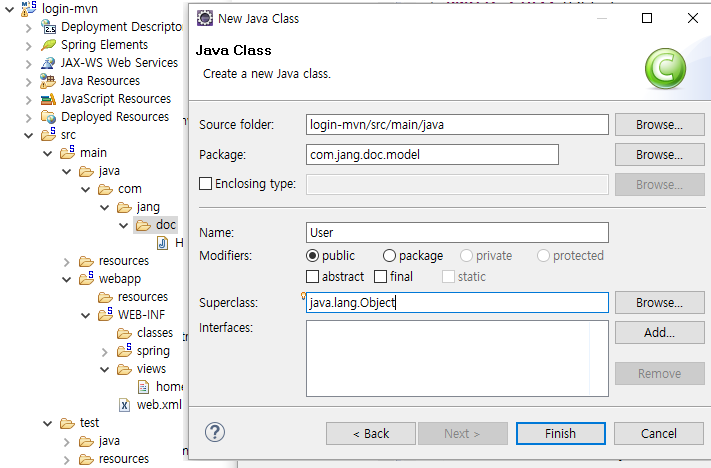 login-mvn
Deployment Descriptor
Spring Elements
JAX-WS Web Services
Java Resources
JavaScript Resources
Deployed Resources
src
main
java
com
jang
doc
H
resources
webapp
resources
WEB-INF
classes
spring
views
home
web.xml
test
java
resources
New Java Class
Java Class
Create a new Java class.
C
Source folder: login-mvn/src/main/java Browse...
Package: com.jang.doc.model Browse...
Enclosing type: Browse...
Name: User
Modifiers: public package private protected
abstract final static
Superclass: java.lang.Object Browse...
Interfaces: Add...
Remove
? < Back Next > Finish Cancel